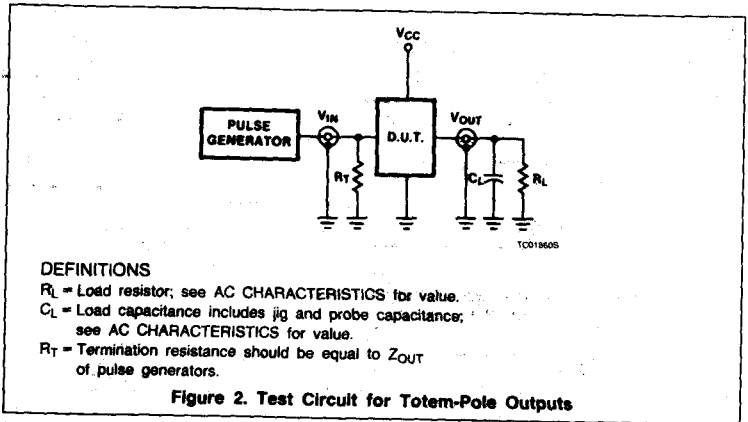 VCC
PULSE
GENERATOR
VIN
D.U.T.
VOUT
RT
CL
RL
TC01860S
DEFINITIONS
RL = Load resistor; see AC CHARACTERISTICS for value.
CL = Load capacitance includes jig and probe capacitance;
see AC CHARACTERISTICS for value.
RT = Termination resistance should be equal to ZOUT
of pulse generators.
Figure 2. Test Circuit for Totem-Pole Outputs